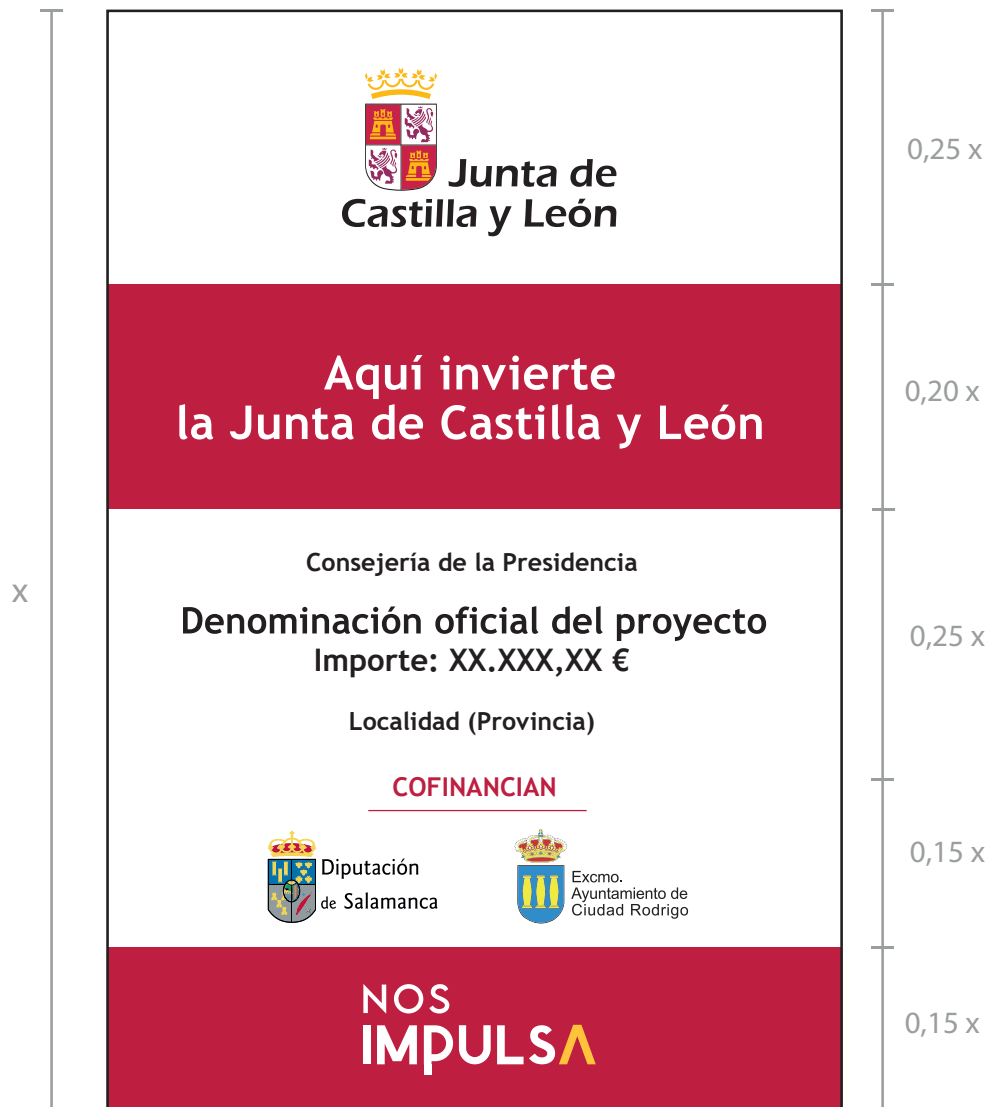 Junta de
Castilla y León
0,25 x
Aquí invierte
la Junta de Castilla y León
0,20 x
x
Consejería de la Presidencia
Denominación oficial del proyecto
Importe: XX.XXX,XX €
Localidad (Provincia)
0,25 x
COFINANCIAN
Diputación
de Salamanca
Excmo.
Ayuntamiento de
Ciudad Rodrigo
0,15 x
NOS
IMPULSA
0,15 x